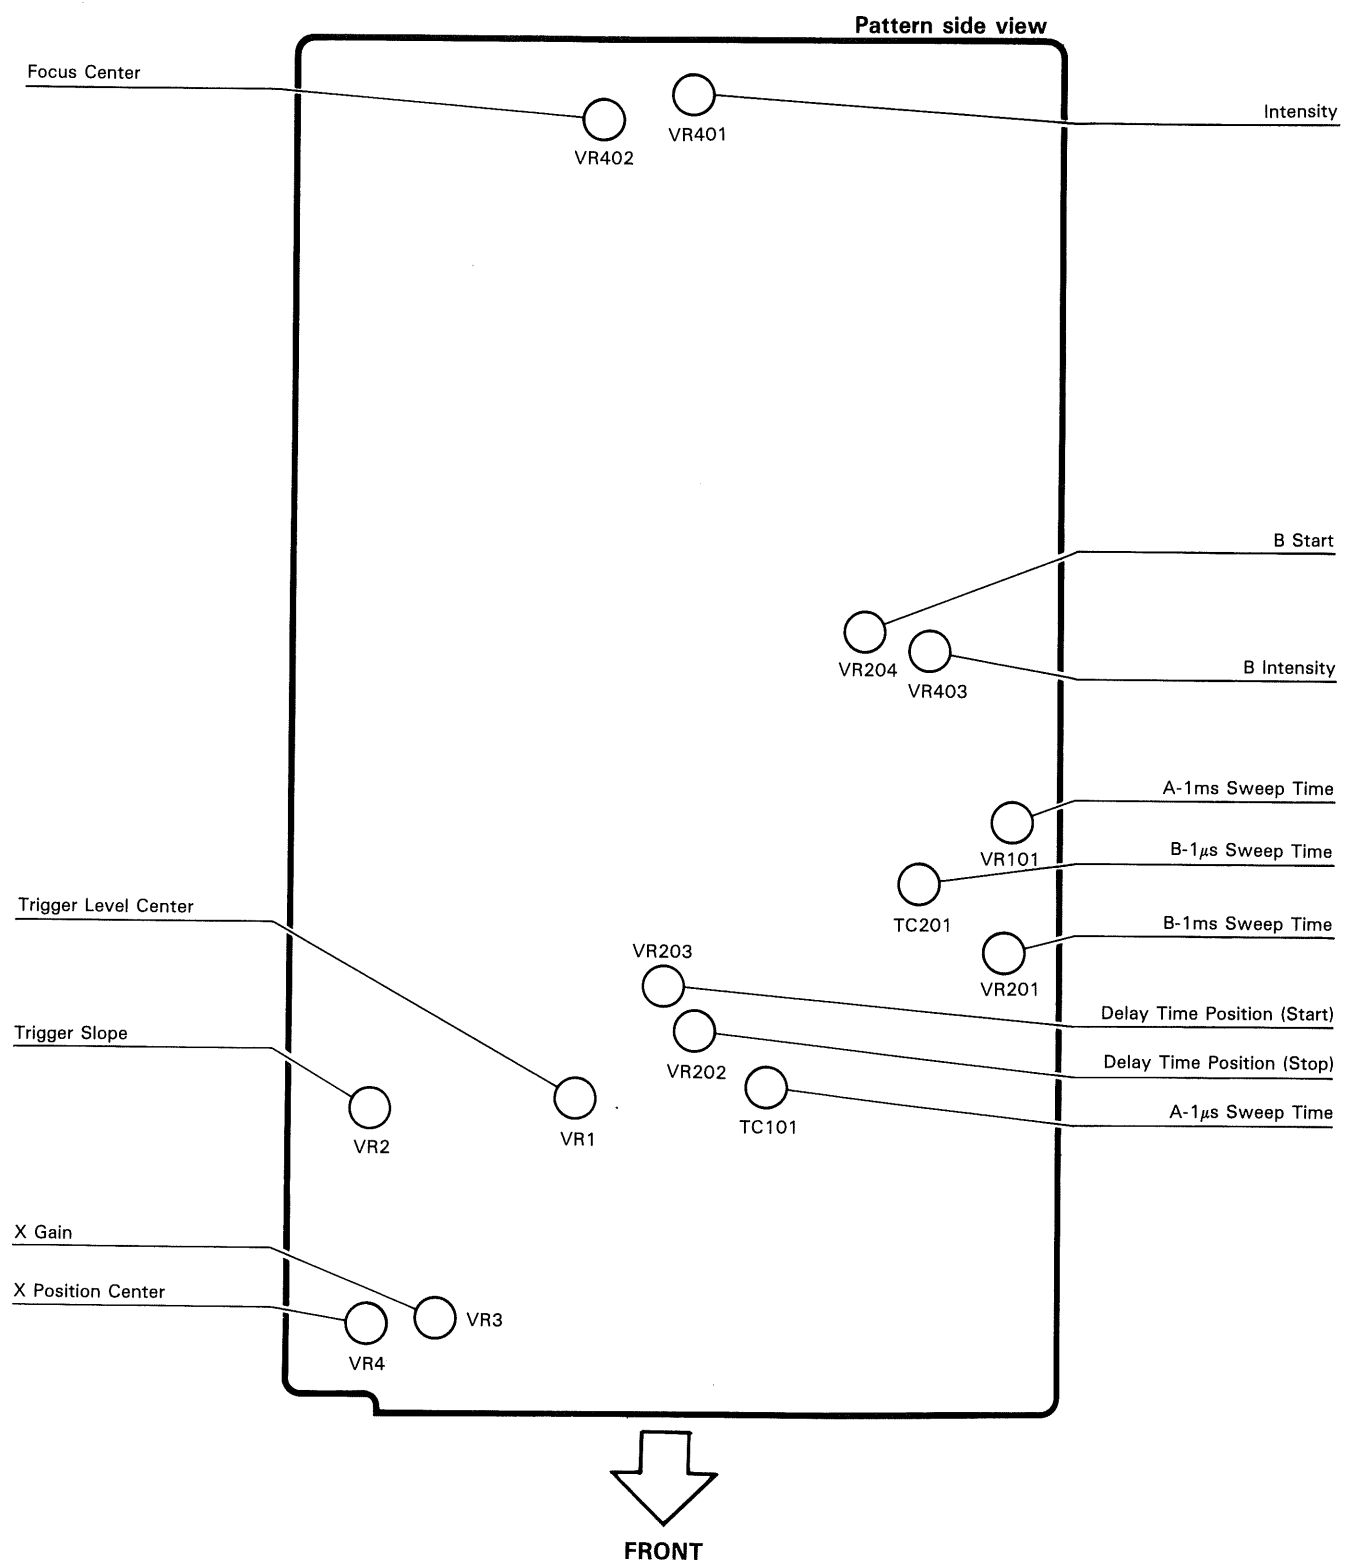 Pattern side view
Focus Center
Intensity
VR401
VR402
B Start
VR204
B Intensity
VR403
A-1ms Sweep Time
VR101
B-1μs Sweep Time
TC201
B-1ms Sweep Time
VR201
Trigger Level Center
VR203
Delay Time Position (Start)
Trigger Slope
Delay Time Position (Stop)
VR202
A-1μs Sweep Time
TC101
VR1
VR2
X Gain
X Position Center
VR3
VR4
FRONT